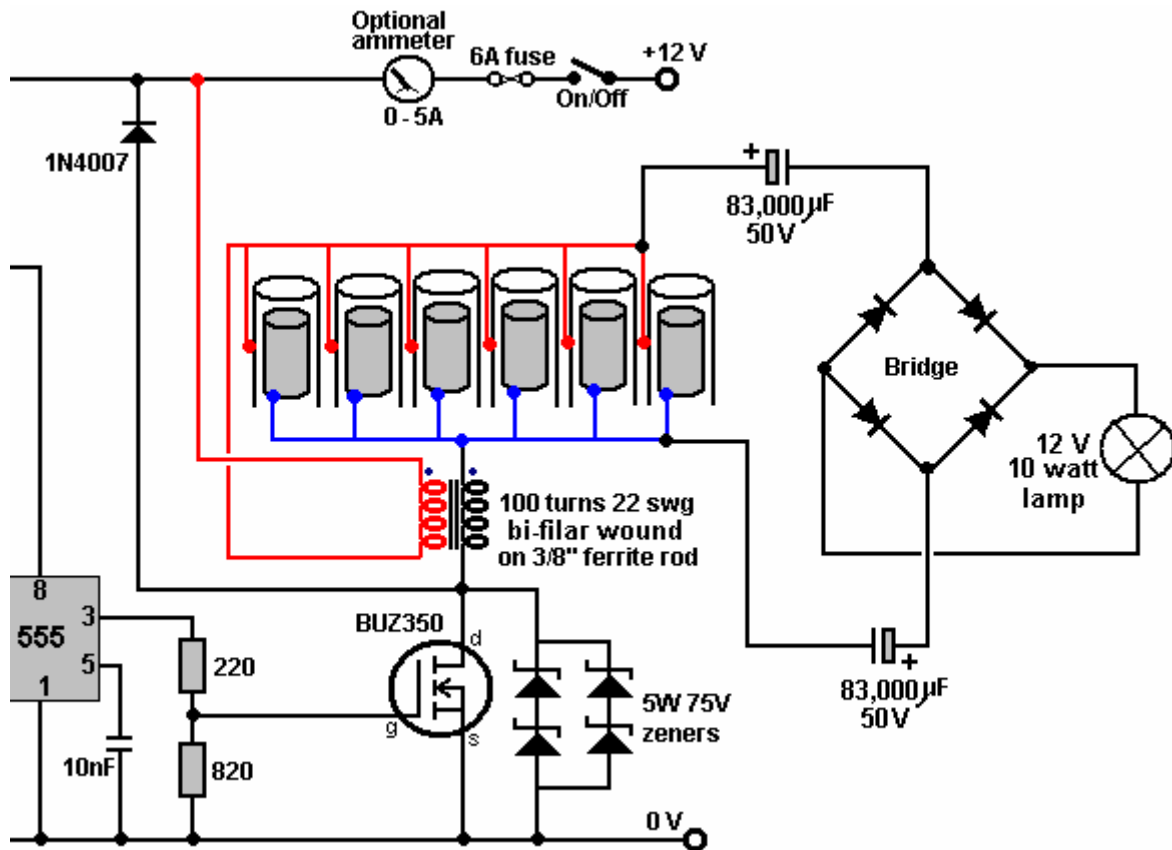 Optional
ammeter
6A fuse
+12 V
On/Off
0 - 5A
1N4007
+
83,000µF
50V
Bridge
12 V
10 watt
lamp
100 turns 22 swg
bi-filar wound
on 3/8" ferrite rod
8
3
555
5
1
220
BUZ350
d
g
s
5W 75V
zeners
+
83,000µF
50V
10nF
820
0 V